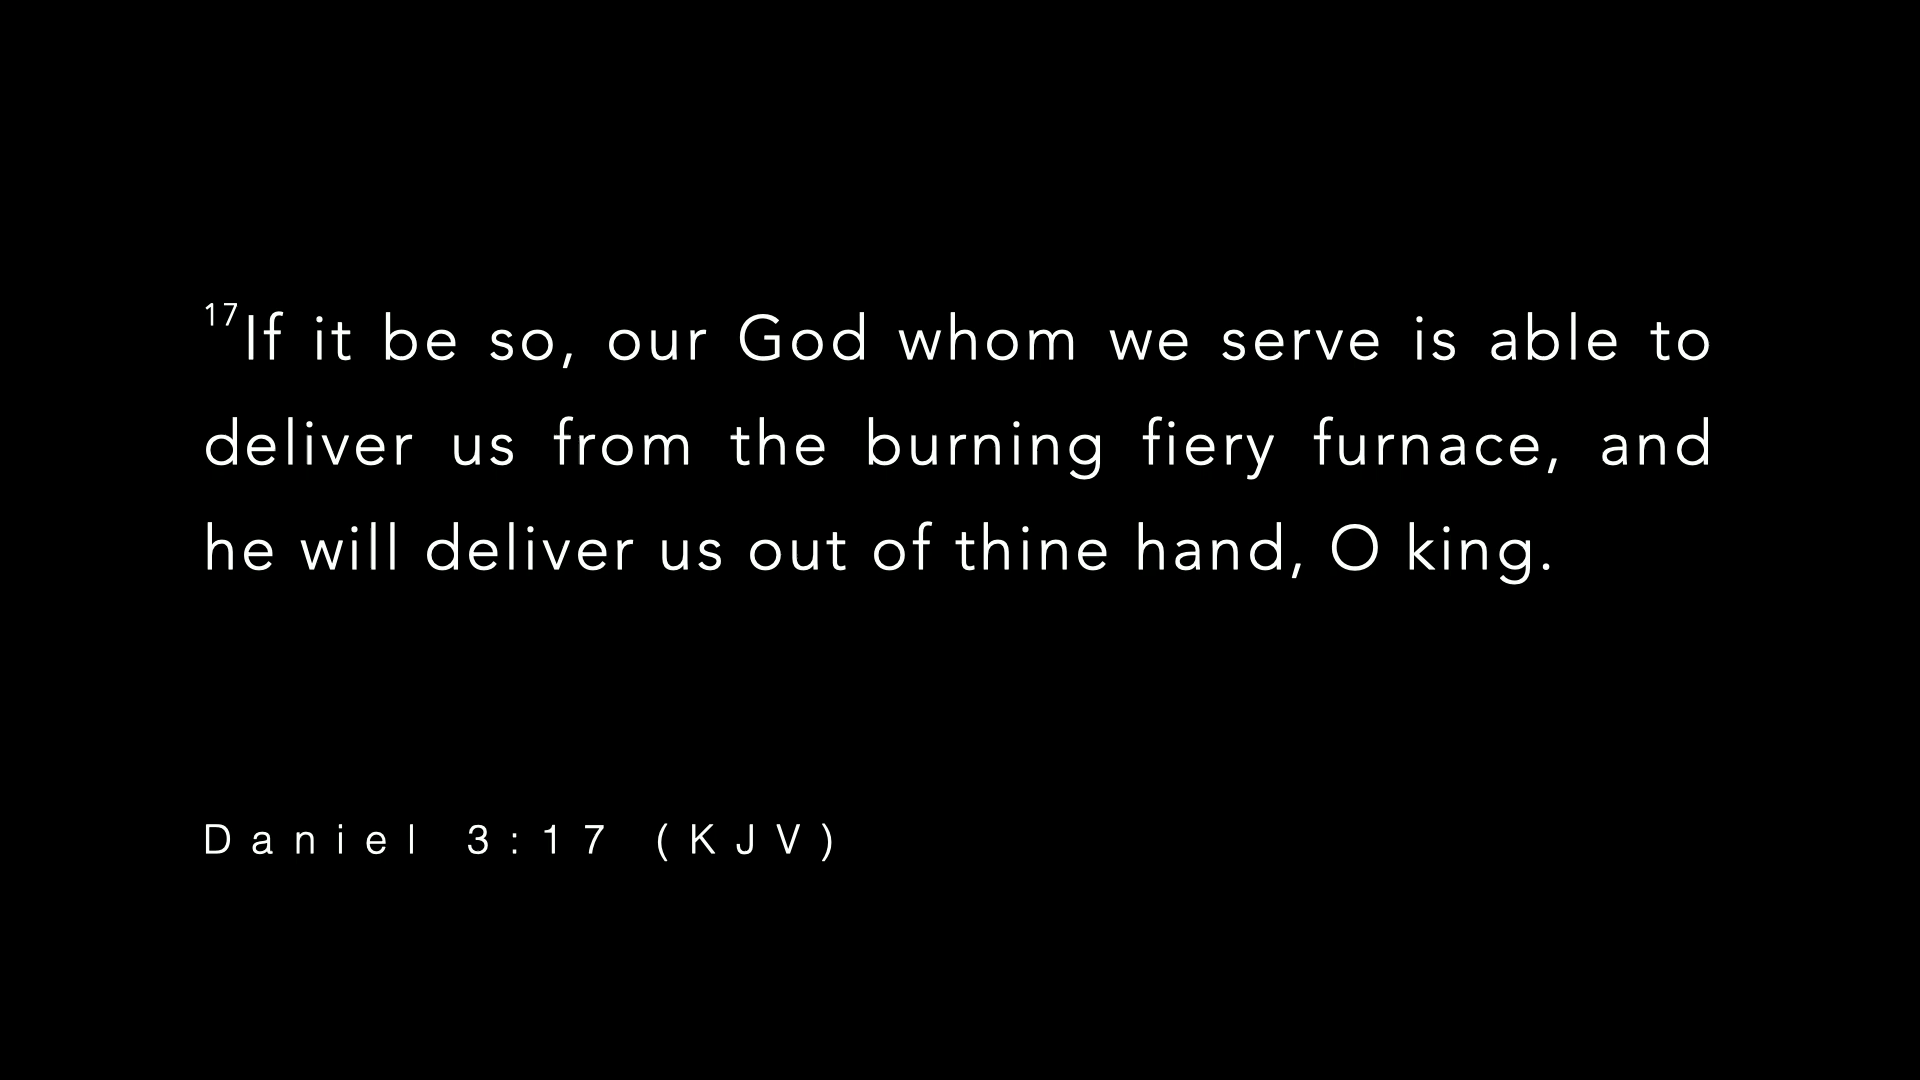 17If it be so, our God whom we serve is able to
deliver us from the burning fiery furnace, and
he will deliver us out of thine hand, O king.
Daniel 3:17 (KJV)